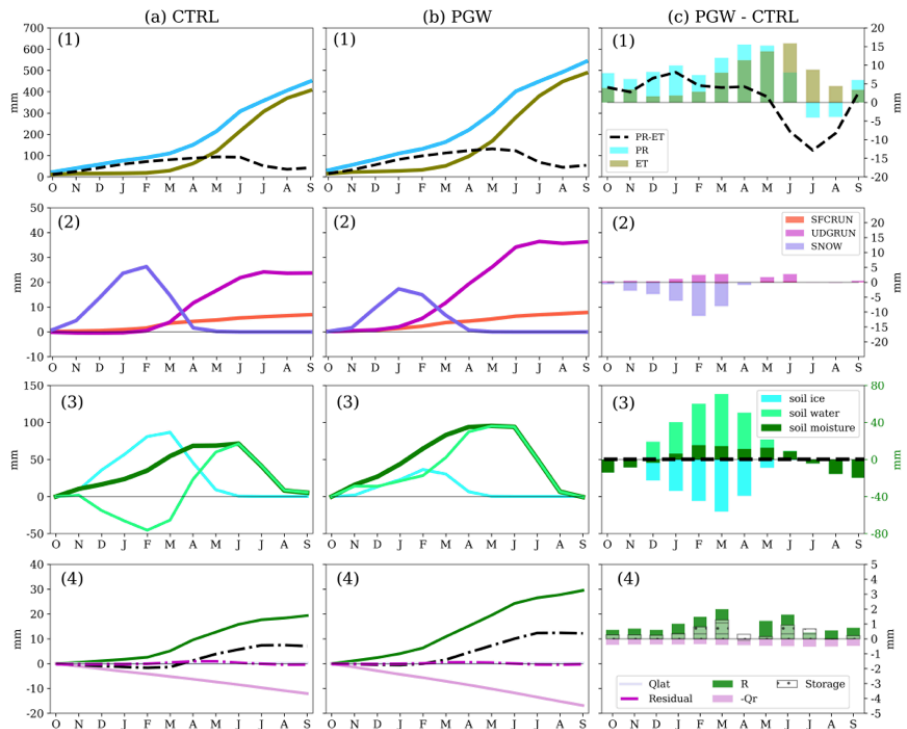 (a) CTRL
(b) PGW
(c) PGW - CTRL
(1)
700
600
500
400
300
200
100
0
mm
O N D J F M A M J J A S
(1)
O N D J F M A M J J A S
(1)
PR-ET
PR
ET
20
15
10
5
0
-5
-10
-15
-20
mm
O N D J F M A M J J A S
(2)
50
40
30
20
10
0
-10
mm
O N D J F M A M J J A S
(2)
O N D J F M A M J J A S
(2)
SFCRUN
UDGRUN
SNOW
20
15
10
5
0
-5
-10
-15
-20
mm
O N D J F M A M J J A S
(3)
150
100
50
0
-50
mm
O N D J F M A M J J A S
(3)
O N D J F M A M J J A S
(3)
soil ice
soil water
soil moisture
80
40
0
-40
-80
mm
O N D J F M A M J J A S
(4)
40
30
20
10
0
-10
-20
mm
O N D J F M A M J J A S
(4)
O N D J F M A M J J A S
(4)
Qlat
Residual
R
-Qr
Storage
5
4
3
2
1
0
-1
-2
-3
-4
-5
mm
O N D J F M A M J J A S